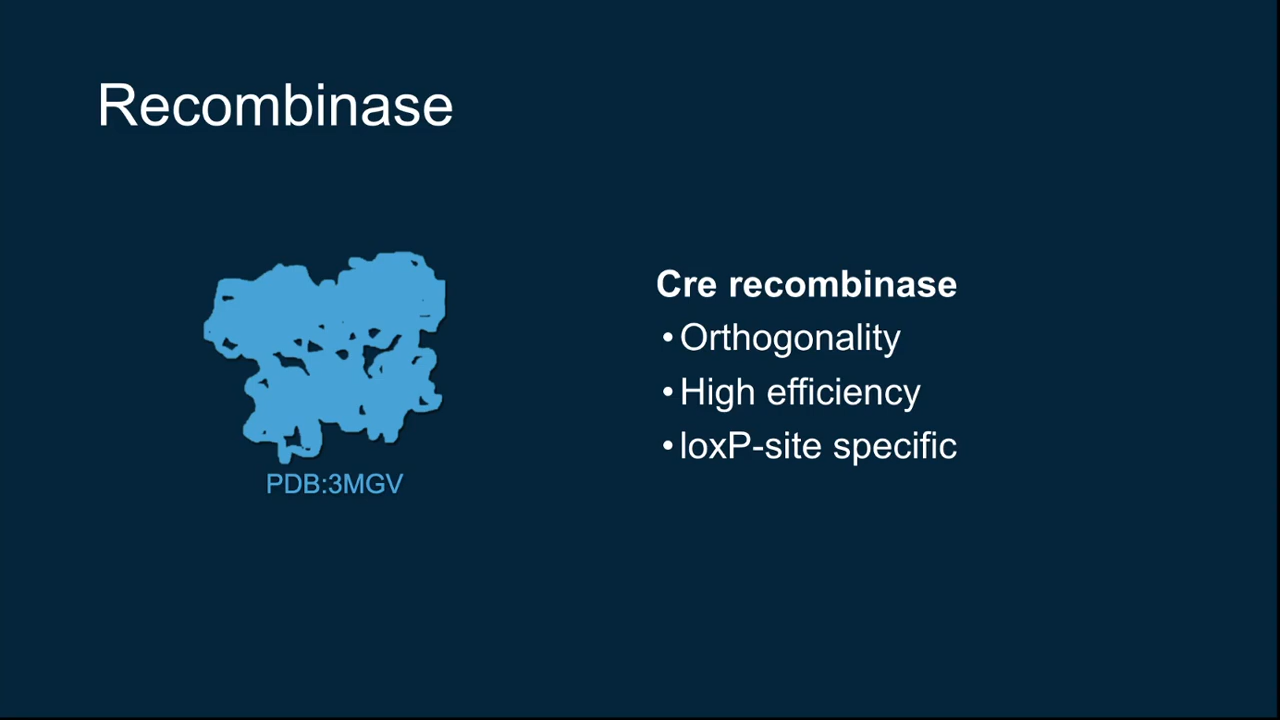 Recombinase
Cre recombinase
•Orthogonality
•High efficiency
•loxP-site specific
PDB:3MGV